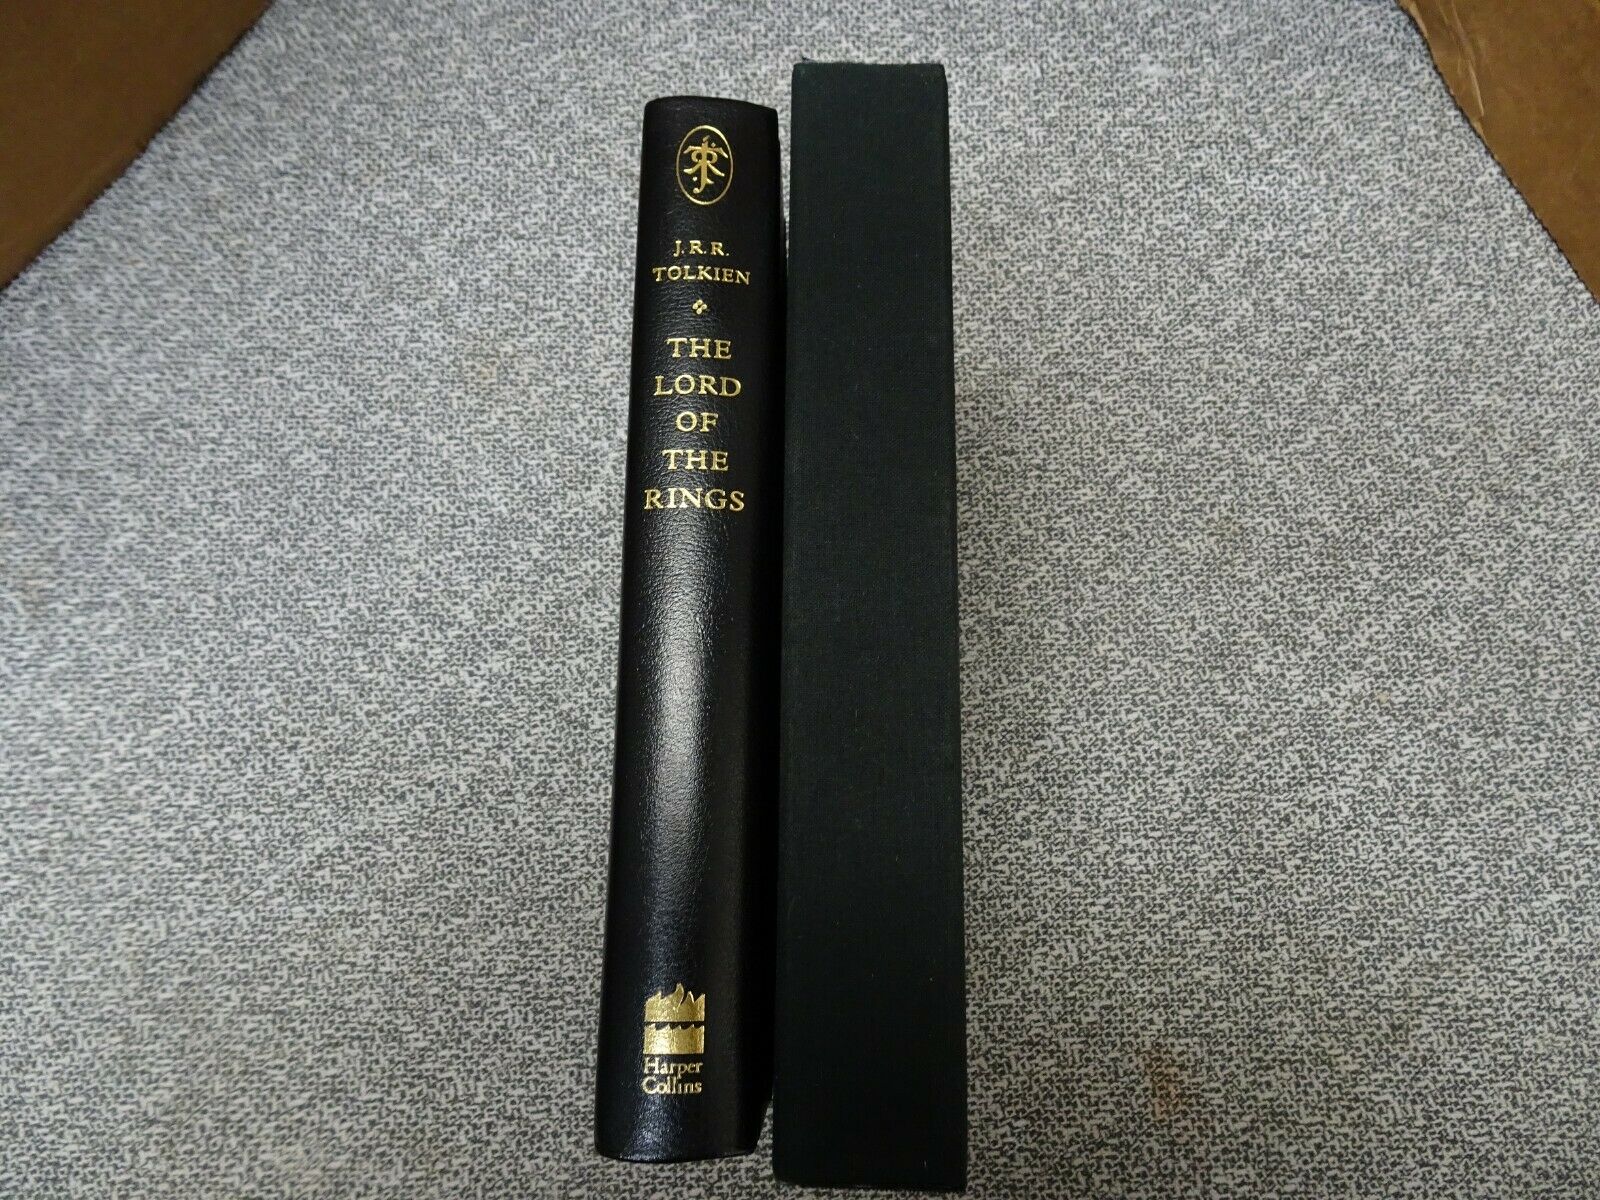 J.R.R.
TOLKIEN
THE
LORD
OF
THE
RINGS
Harper
Collins